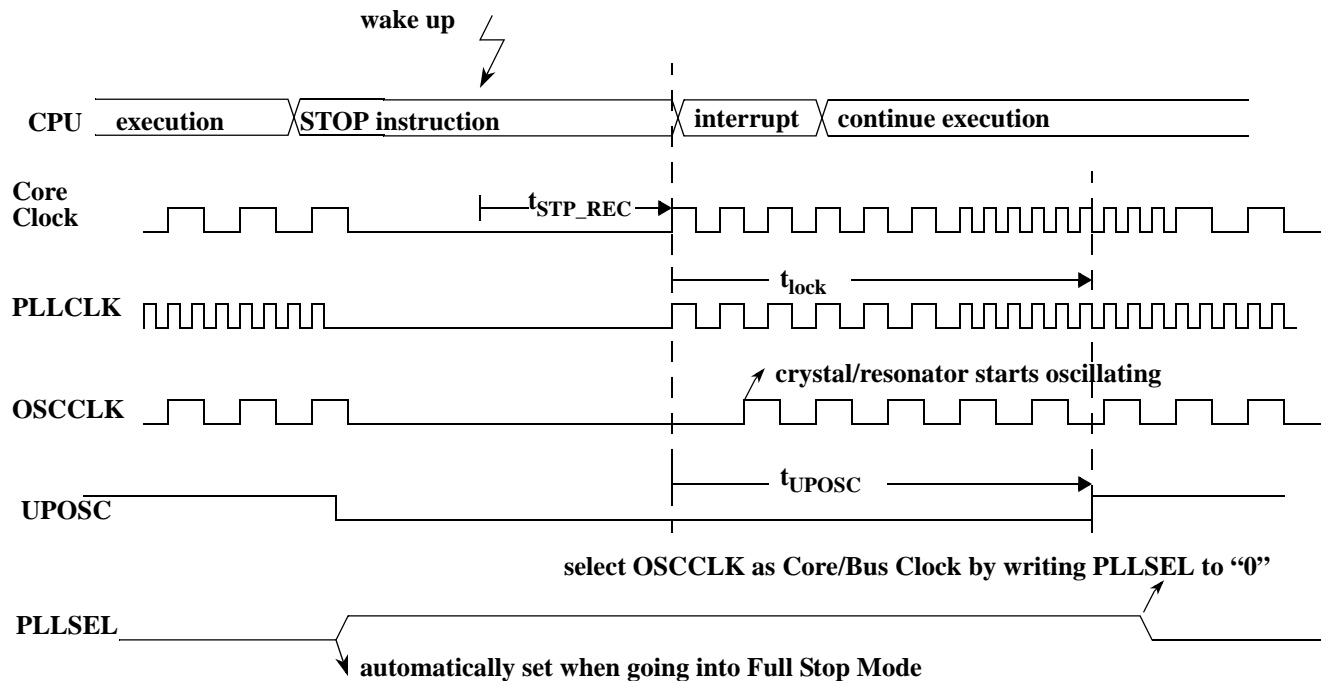 wake up
CPU
execution
STOP instruction
interrupt
continue execution
Core
Clock
tSTP_REC
tlock
PLLCLK
crystal/resonator starts oscillating
OSCCLK
tUPOSC
UPOSC
select OSCCLK as Core/Bus Clock by writing PLLSEL to “0”
PLLSEL
automatically set when going into Full Stop Mode